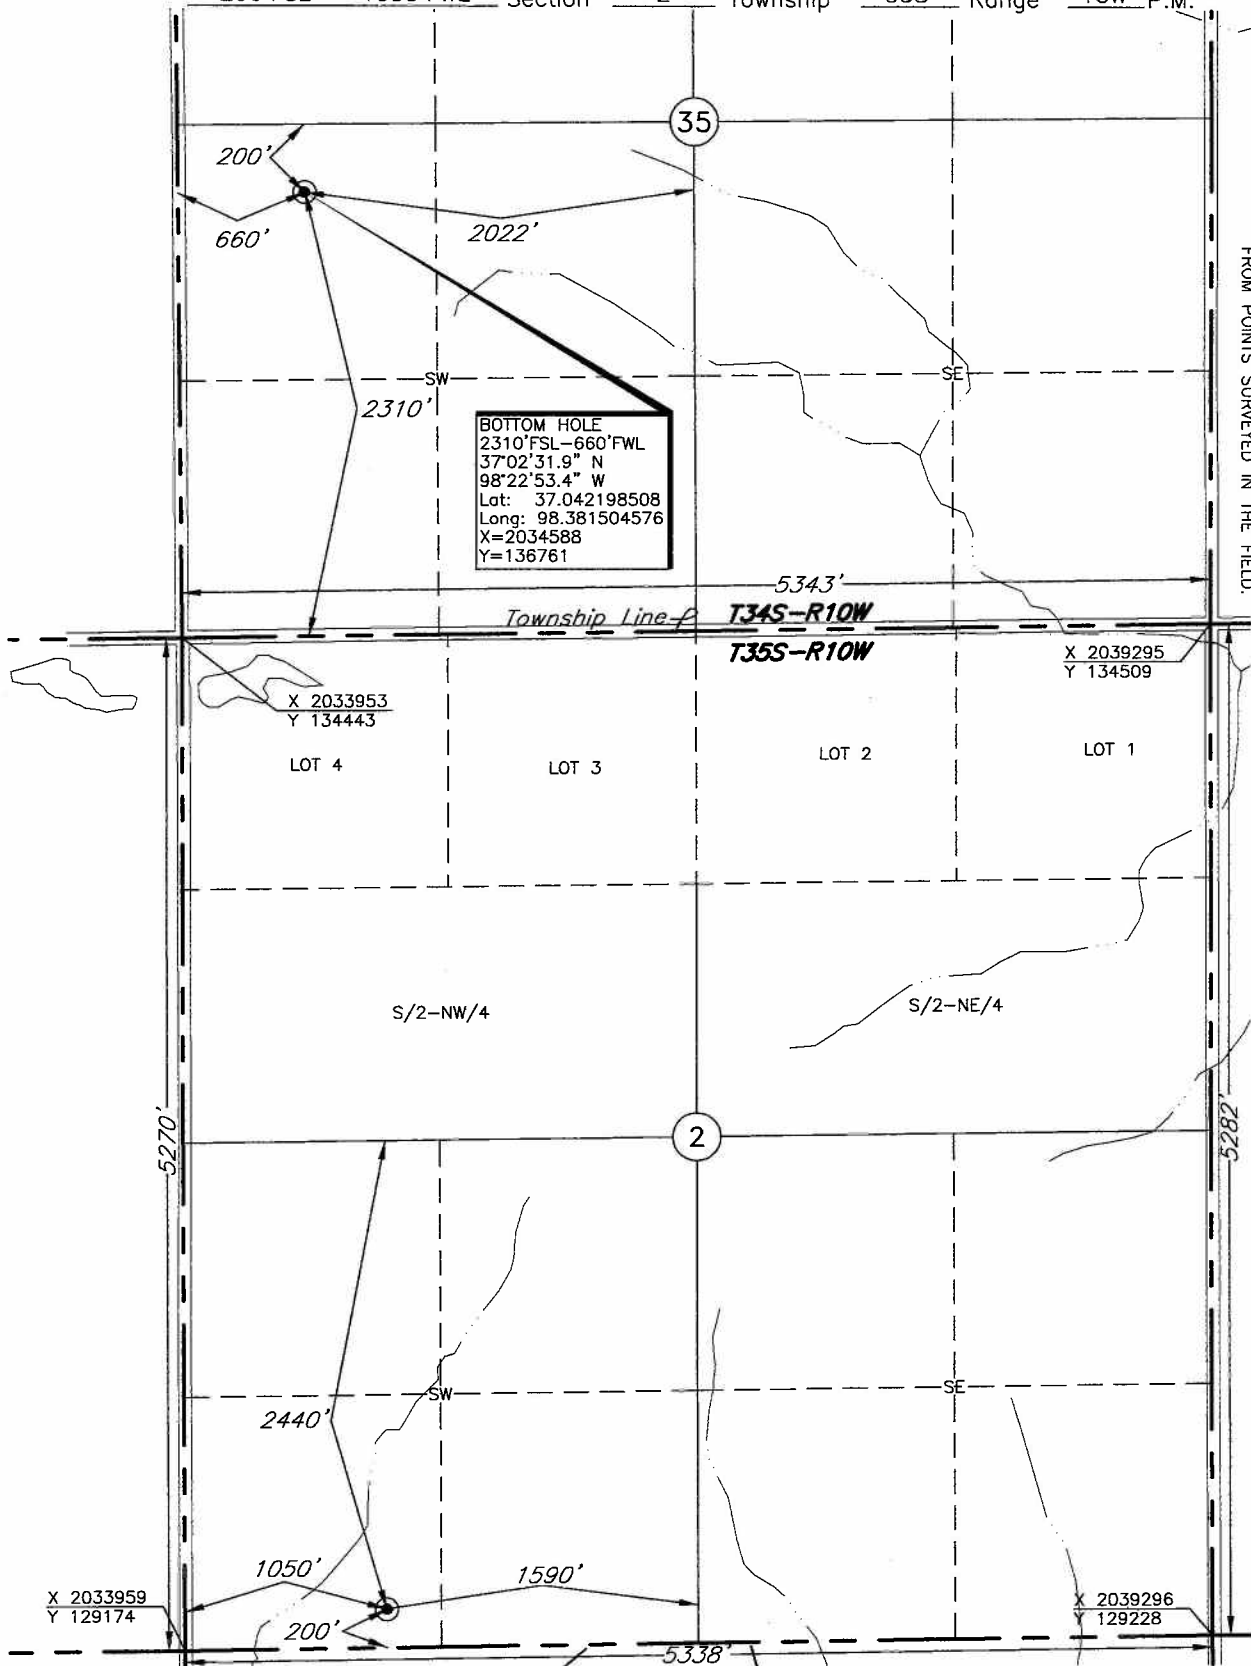 Section 2 Township 35S Range 10W P.M.
35
200'
660'
2022'
FROM POINTS SURVEYED IN THE FIELD.
SW
SE
2310'
BOTTOM HOLE
2310'FSL-660'FWL
37°02'31.9" N
98°22'53.4" W
Lat: 37.042198508
Long: 98.381504576
X=2034588
Y=136761
5343'
Township Line
T34S-R10W
T35S-R10W
X 2039295
Y 134509
X 2033953
Y 134443
LOT 4
LOT 3
LOT 2
LOT 1
S/2-NW/4
S/2-NE/4
5270'
2
5282'
SW
SE
2440'
1050'
1590'
X 2033959
Y 129174
X 2039296
Y 129228
200'
5338'